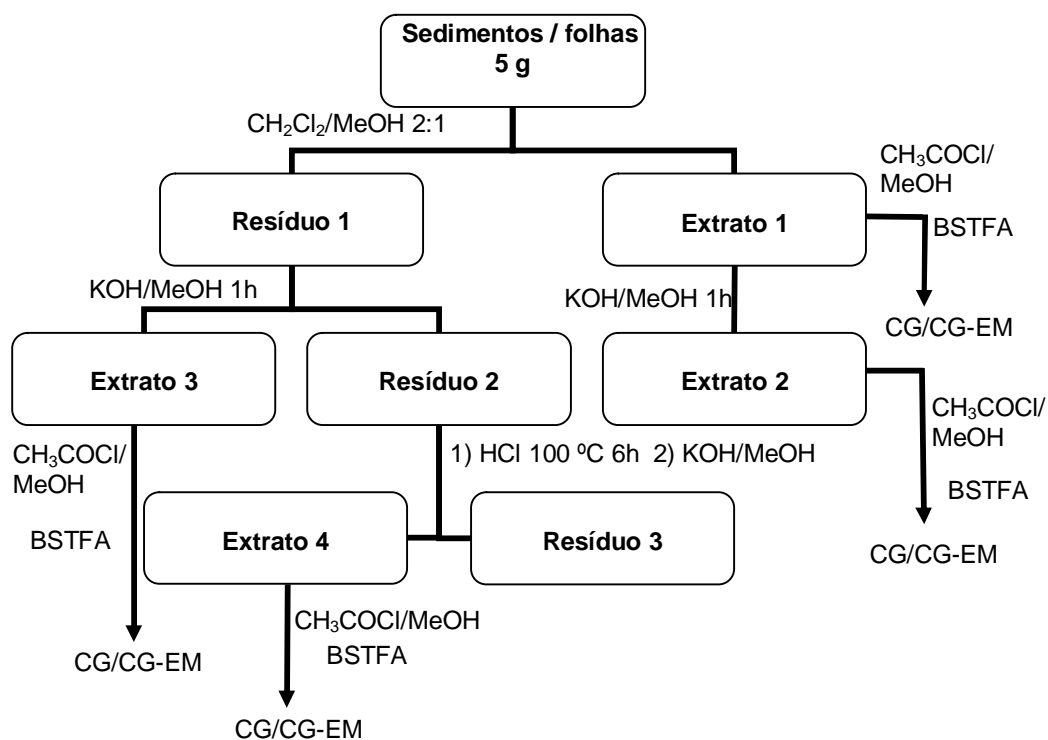 Sedimentos / folhas
5 g
CH₂Cl₂/MeOH 2:1
CH₃COCl/
MeOH
Resíduo 1
Extrato 1
BSTFA
KOH/MeOH 1h
KOH/MeOH 1h
CG/CG-EM
Extrato 3
Resíduo 2
Extrato 2
CH₃COCl/
MeOH
CH₃COCl/
MeOH
1) HCl 100 ºC 6h 2) KOH/MeOH
BSTFA
BSTFA
Extrato 4
Resíduo 3
CG/CG-EM
CH₃COCl/MeOH
BSTFA
CG/CG-EM
CG/CG-EM